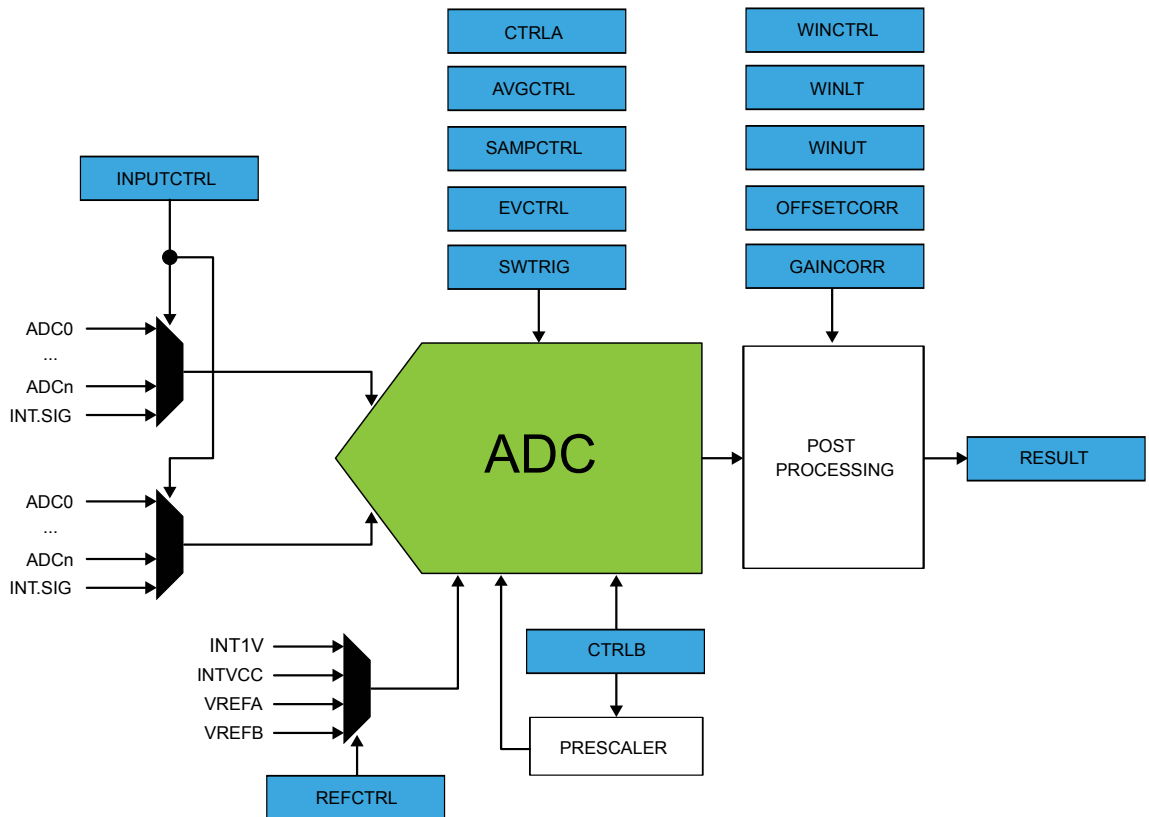 CTRLA
WINCTRL
AVGCTRL
WINLT
SAMPCTRL
WINUT
INPUTCTRL
EVCTRL
OFFSETCORR
SWTRIG
GAINCORR
ADC0
...
ADCn
INT.SIG
ADC
POST
PROCESSING
RESULT
ADC0
...
ADCn
INT.SIG
INT1V
INTVCC
VREFA
VREFB
CTRLB
PRESCALER
REFCTRL